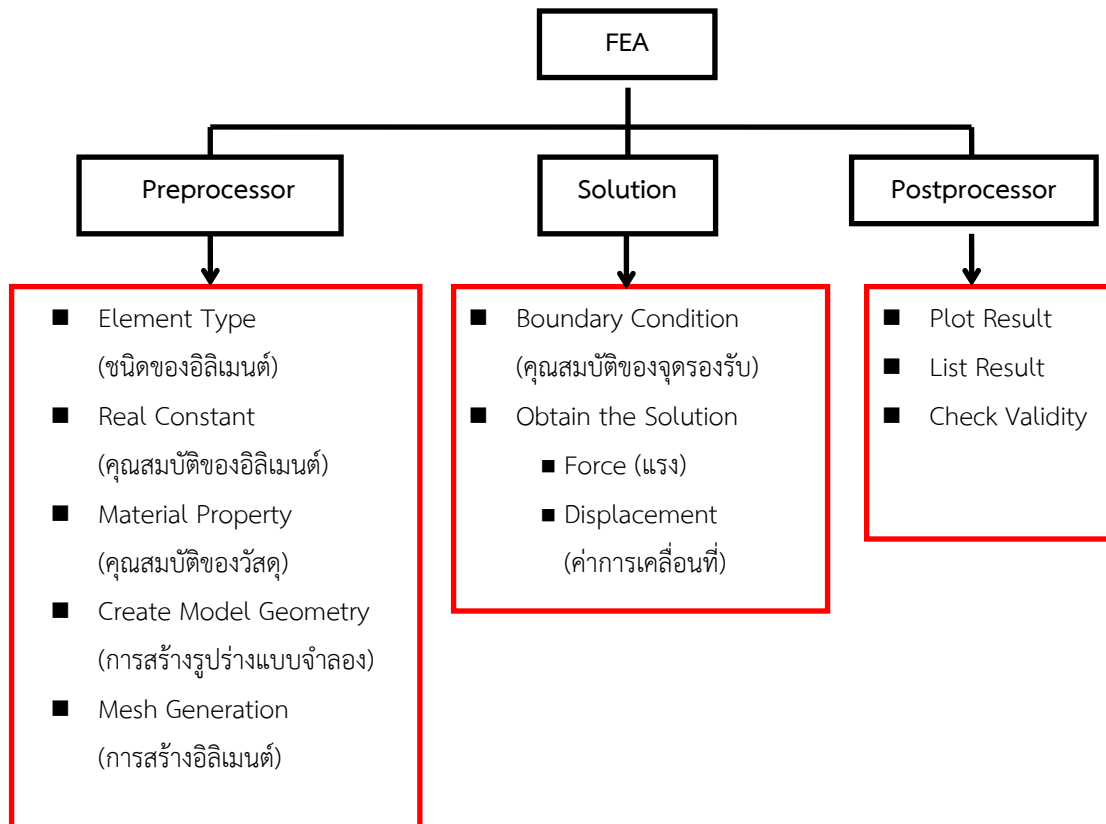 FEA
Preprocessor
Solution
Postprocessor
Element Type
(ชนิดของอิลิเมนต์)
Real Constant
(คุณสมบัติของอิลิเมนต์)
Material Property
(คุณสมบัติของวัสดุ)
Create Model Geometry
(การสร้างรูปร่างแบบจำลอง)
Mesh Generation
(การสร้างอิลิเมนต์)
Boundary Condition
(คุณสมบัติของจุดรองรับ)
Obtain the Solution
Force (แรง)
Displacement
(ค่าการเคลื่อนที่)
Plot Result
List Result
Check Validity